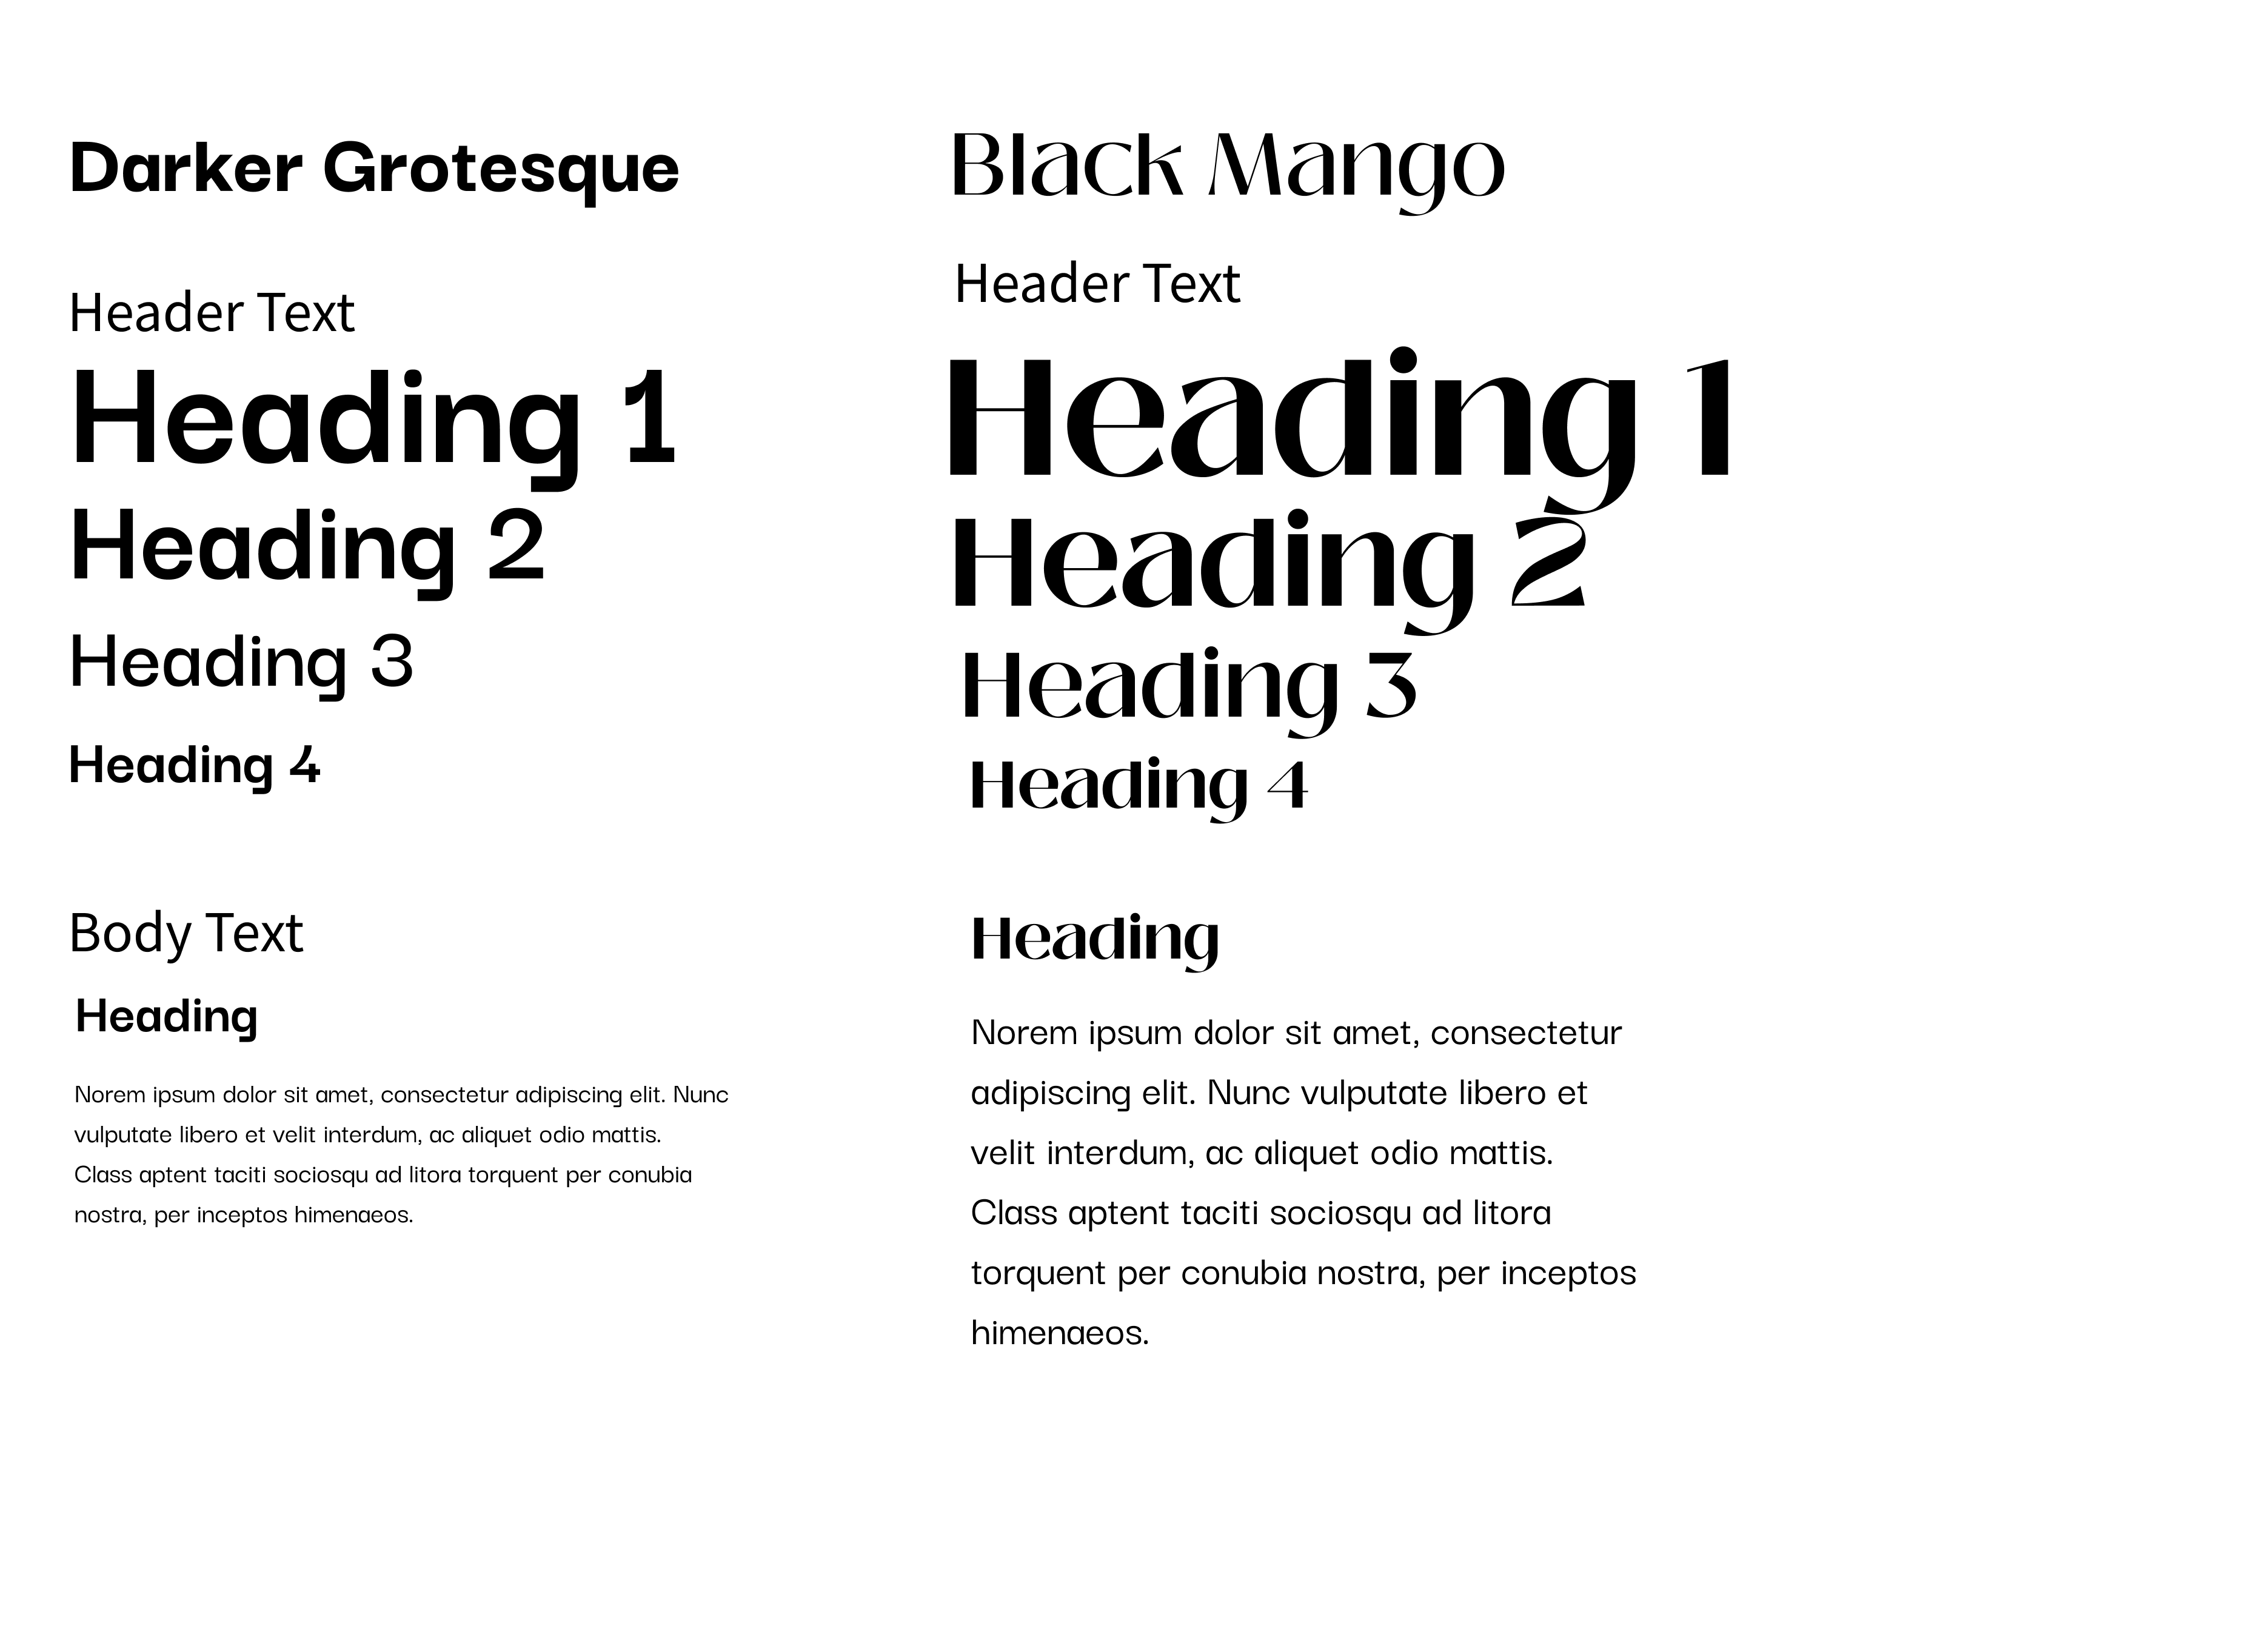 Darker Grotesque
Header Text
Heading 1
Heading 2
Heading 3
Heading 4
Body Text
Heading
Norem ipsum dolor sit amet, consectetur adipiscing elit. Nunc
vulputate libero et velit interdum, ac aliquet odio mattis.
Class aptent taciti sociosqu ad litora torquent per conubia
nostra, per inceptos himenaeos.
Black Mango
Header Text
Heading 1
Heading 2
Heading 3
Heading 4
Heading
Norem ipsum dolor sit amet, consectetur
adipiscing elit. Nunc vulputate libero et
velit interdum, ac aliquet odio mattis.
Class aptent taciti sociosqu ad litora
torquent per conubia nostra, per inceptos
himenaeos.